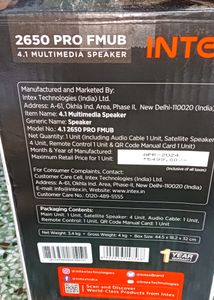 2650 PRO FMUB
4.1 MULTIMEDIA SPEAKER
INTE
Manufactured and Marketed By:
Intex Technologies (India) Ltd.
Address: A-61, Okhla Ind. Area, Phase II, New Delhi-110020 (India)
Item: 4.1 Multimedia Speaker
Generic Name: Speaker
Model No.: 4.1 2650 PRO FMUB
Net Quantity: 1 Unit (including Audio Cable 1 Unit, Satellite Speaker
4 Unit, Remote Control 1 Unit & QR Code Manual Card 1 Unit)
Month & Year of Manufacture:
APR-2024
Maximum Retail Price for 1 Unit:
For Consumer Complaints, Contact:
Consumer Care Cell, Intex Technologies (India) Ltd.
Address: A-61, Okhla Ind. Area, Phase II, New Delhi-110020
E-mail: info@intex.in, Website: www.intex.in
Customer Care No: 0120-489-5555
Packaging Contents:
Main Unit: 1 Unit, Satellite Speaker: 4 Unit, Audio Cable: 1 Unit,
Remote Control: 1 Unit, QR Code Manual Card: 1 Unit
Net Weight: 3.4 kg • Gross Weight: 4 kg • Box Size:
1 YEAR
Scan and Discover
World-Class Products from Intex